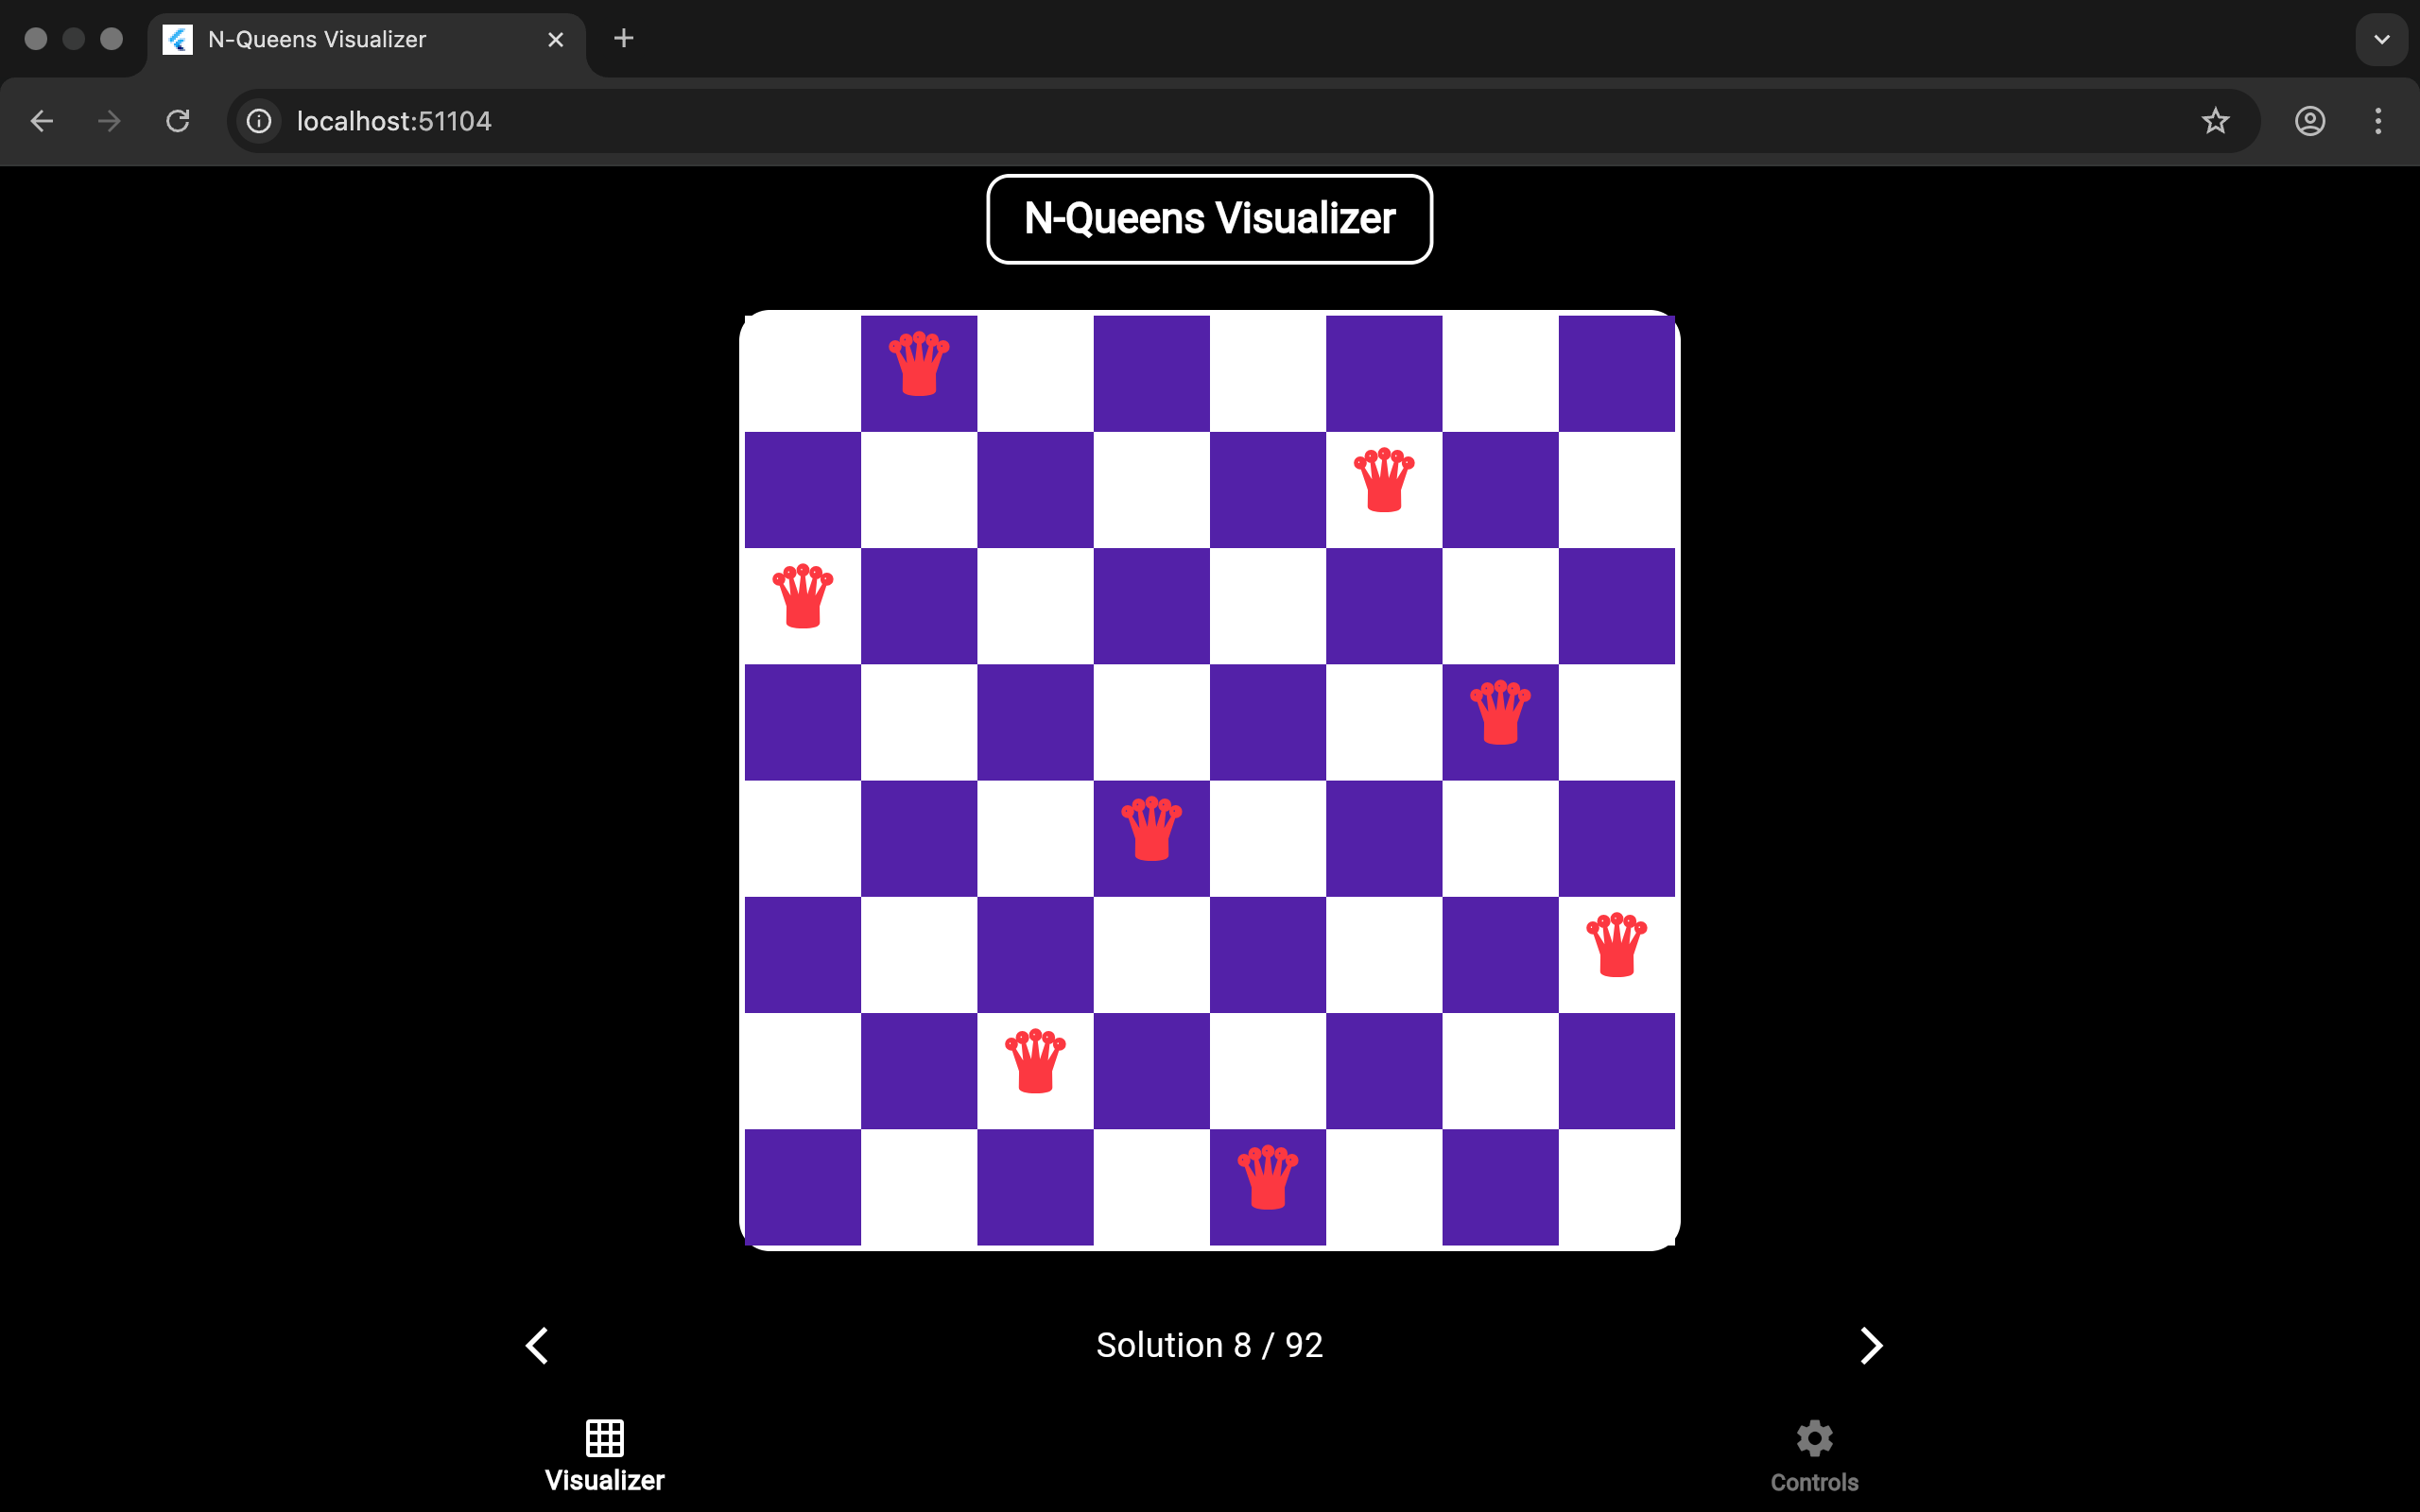 N-Queens Visualizer
localhost:51104
N-Queens Visualizer
Solution 8 / 92
Visualizer
Controls